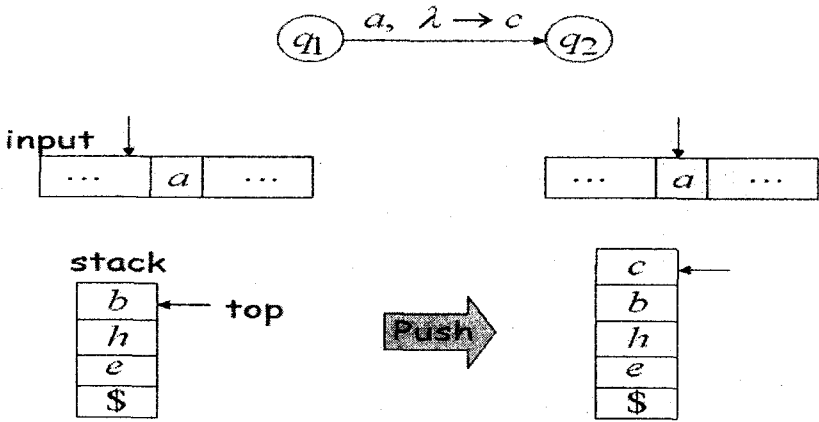 a, λ → c
q1 q2
input
... a ... ... a ...
stack
c
b top b
h Push h
e e
$ $